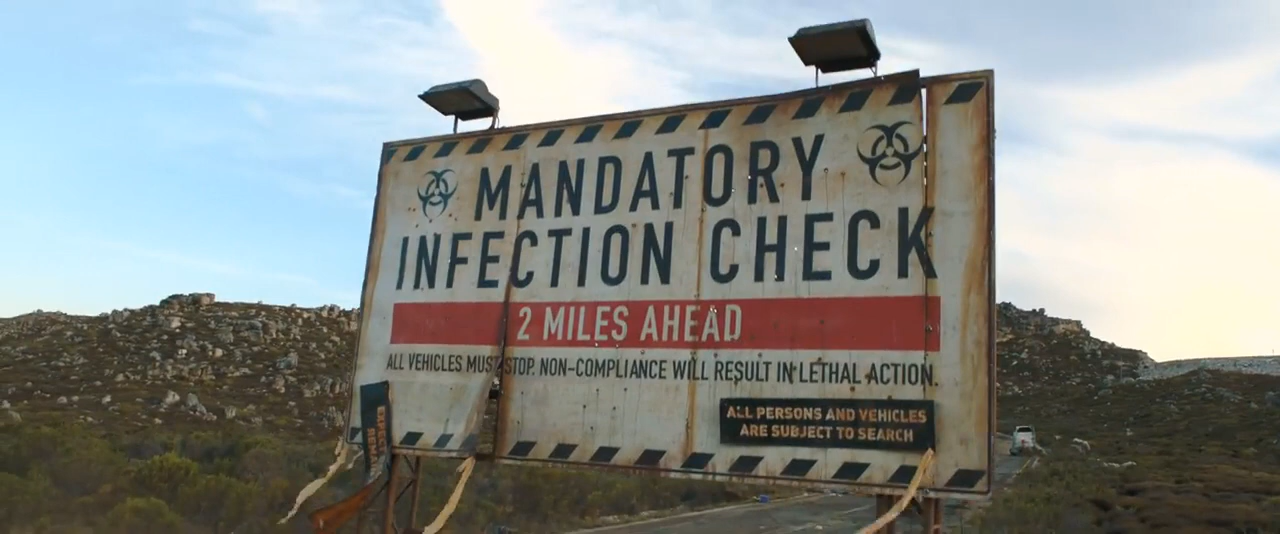 MANDATORY
INFECTION CHECK
2 MILES AHEAD
ALL VEHICLES MUST STOP. NON-COMPLIANCE WILL RESULT IN LETHAL ACTION.
ALL PERSONS AND VEHICLES
ARE SUBJECT TO SEARCH
EXPECT